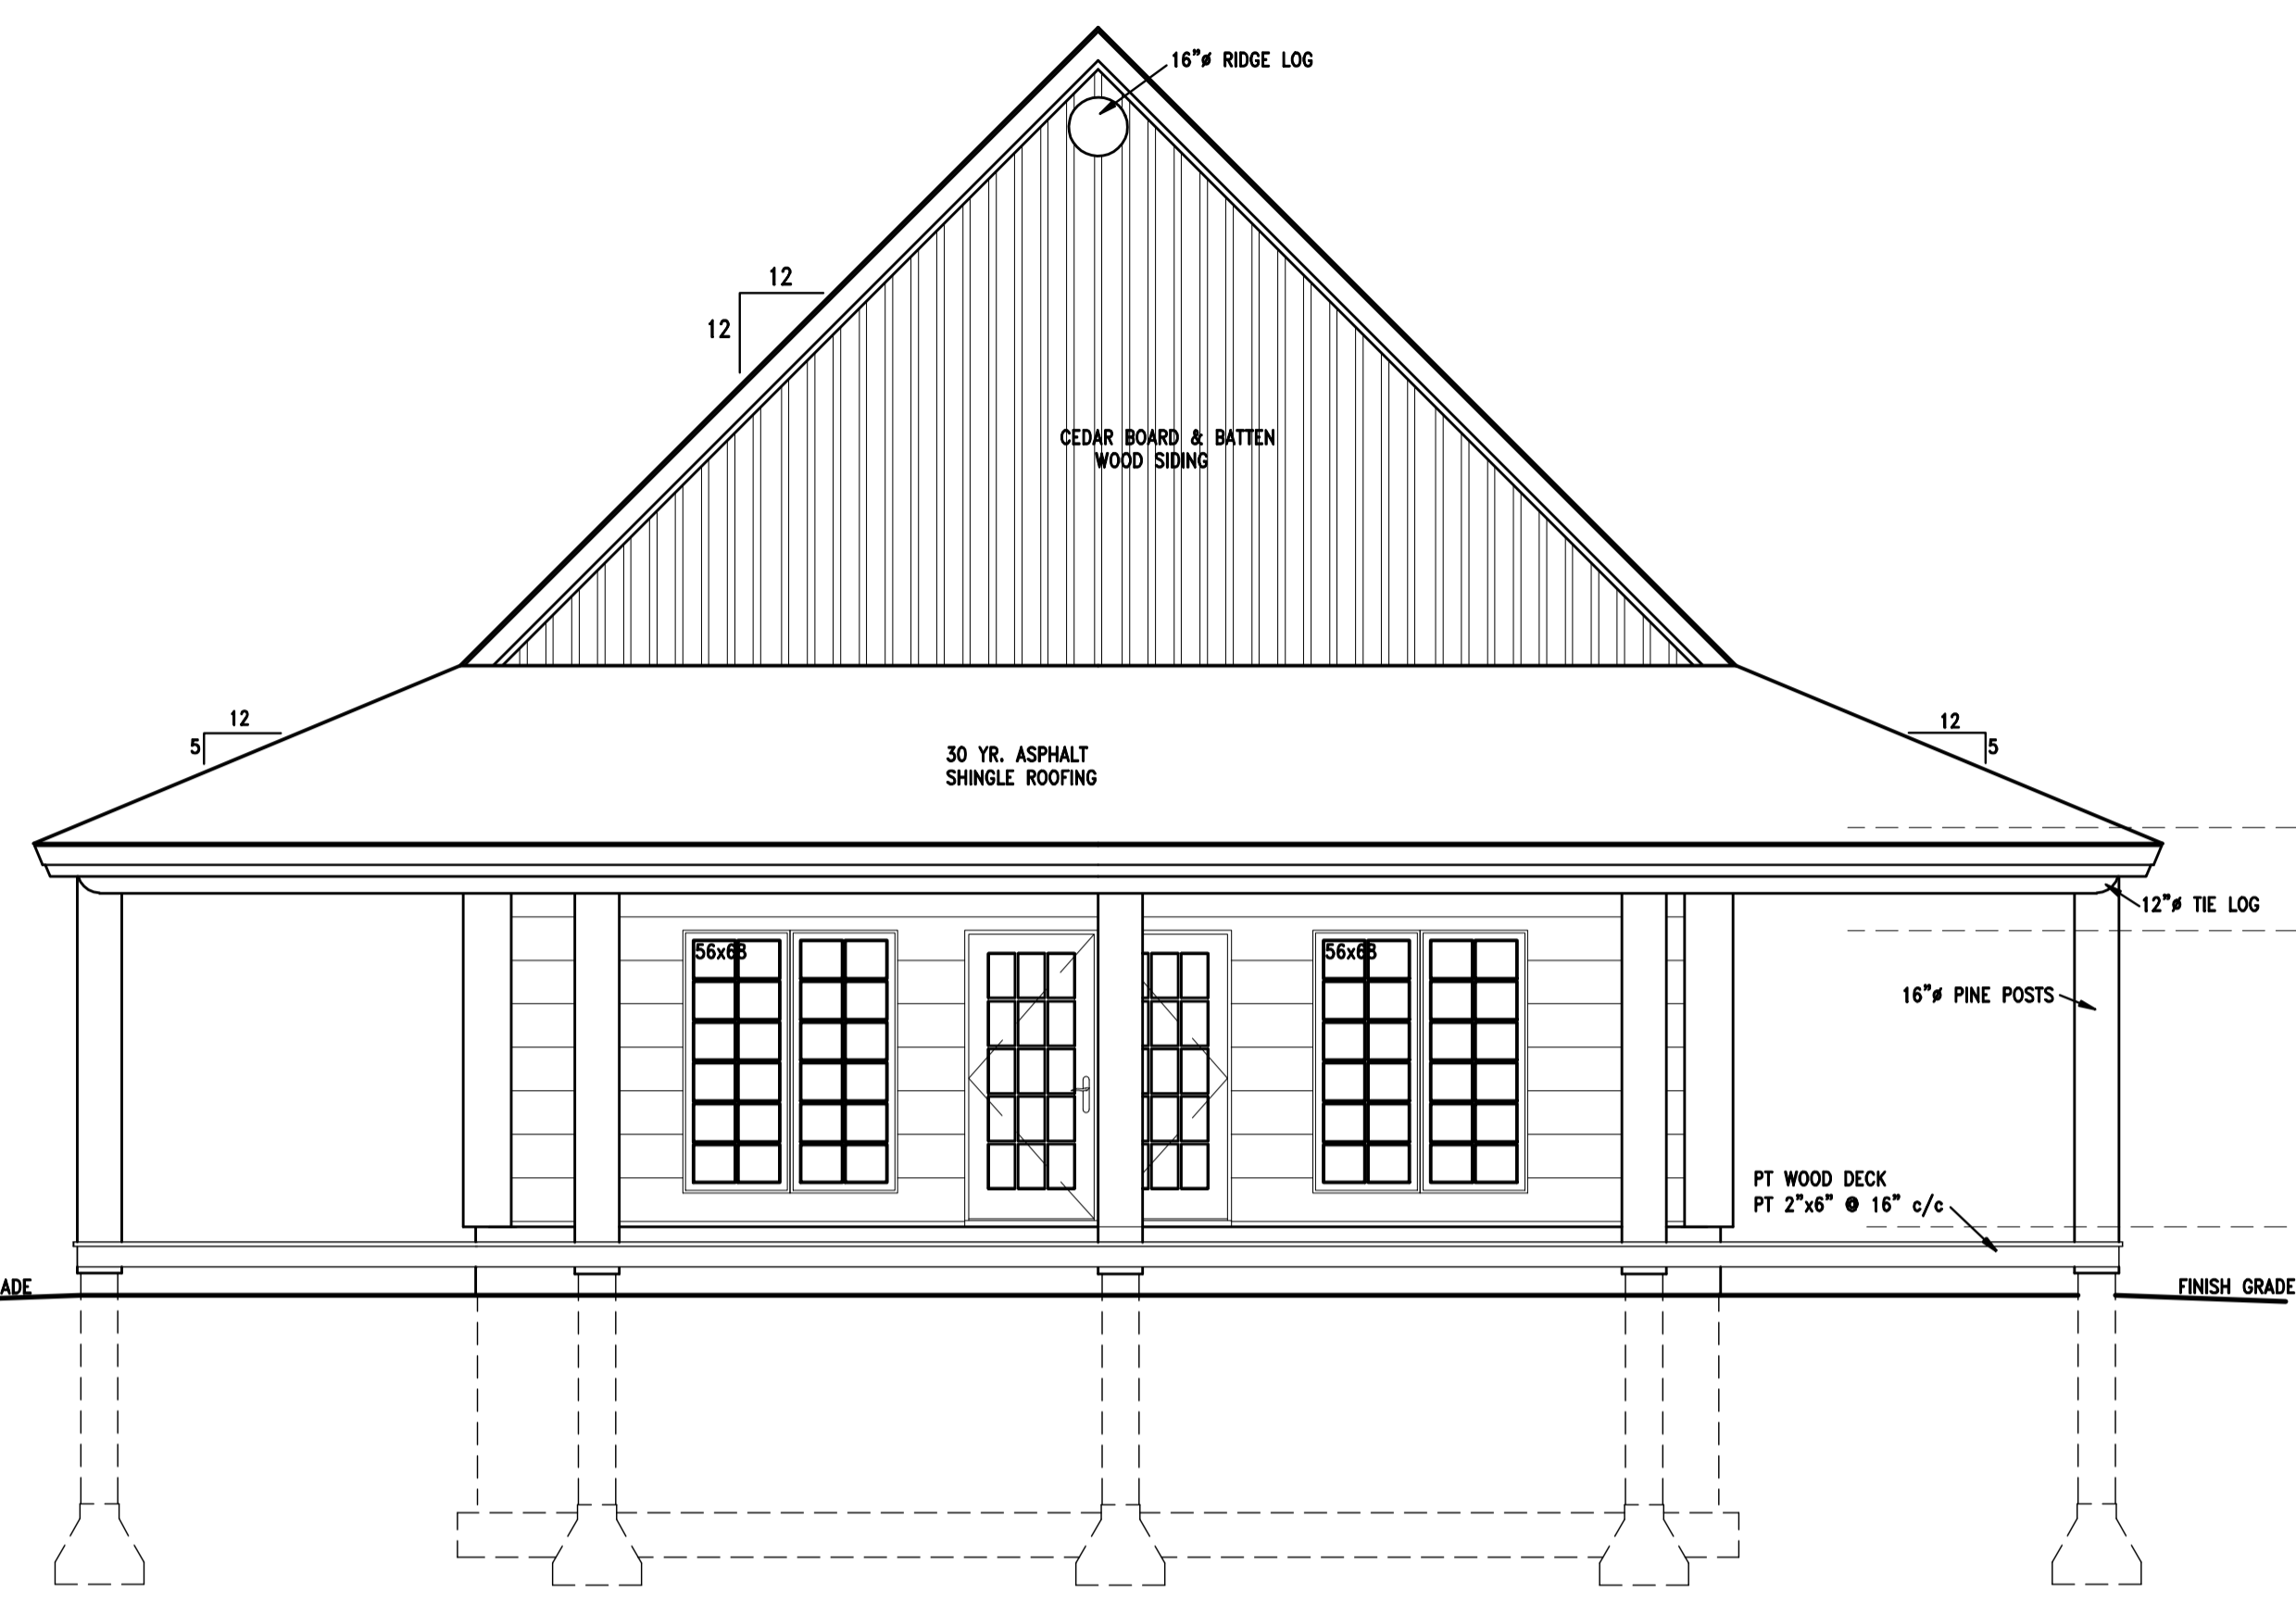 16"ø RIDGE LOG
12
12
CEDAR BOARD & BATTEN
WOOD SIDING
12
5
12
5
30 YR. ASPHALT
SHINGLE ROOFING
12"ø TIE LOG
56x68
56x68
16"ø PINE POSTS
PT WOOD DECK
PT 2"x6" @ 16" c/c
ADE
FINISH GRADE